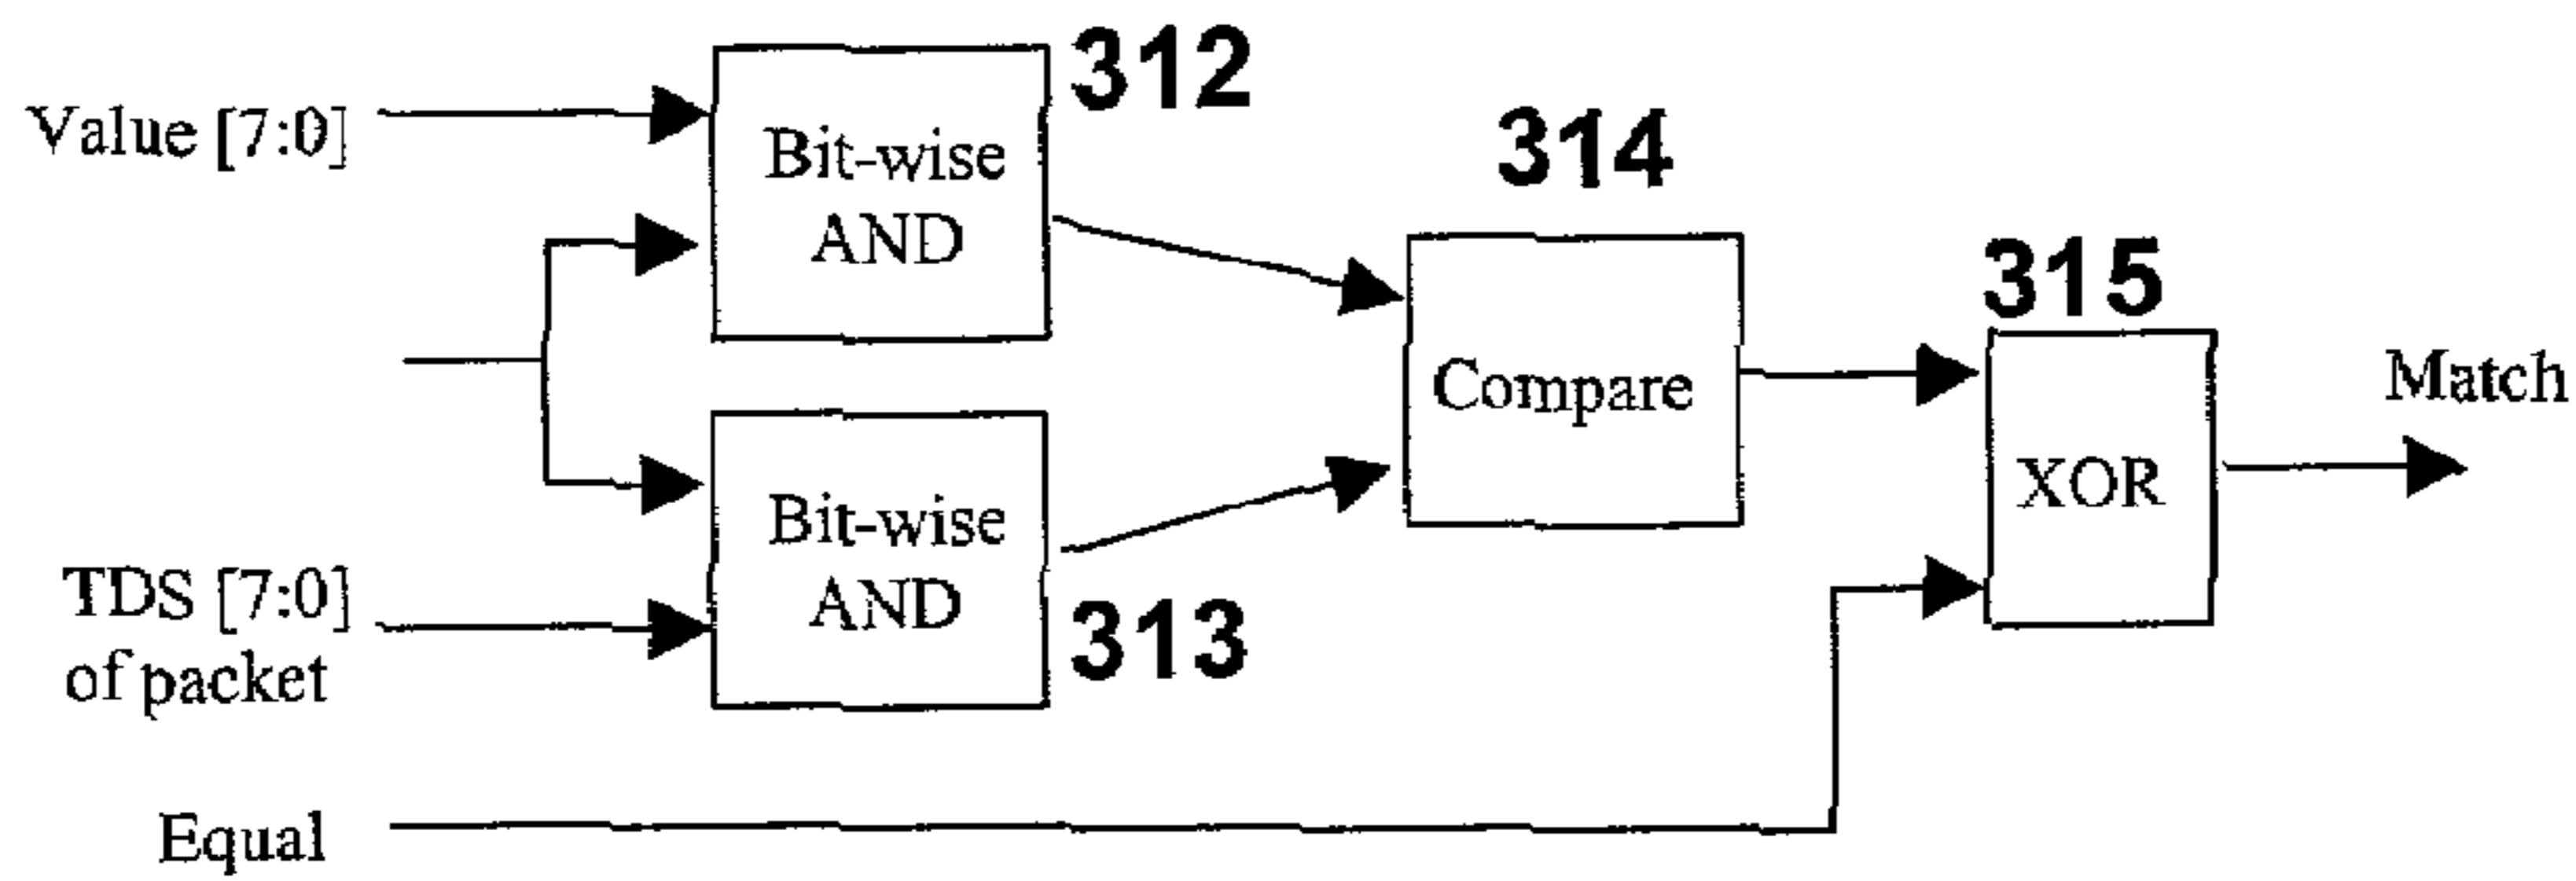 312
Value [7:0]
Bit-wise
AND
314
Compare
315
XOR
Match
Bit-wise
AND
313
TDS [7:0]
of packet
Equal